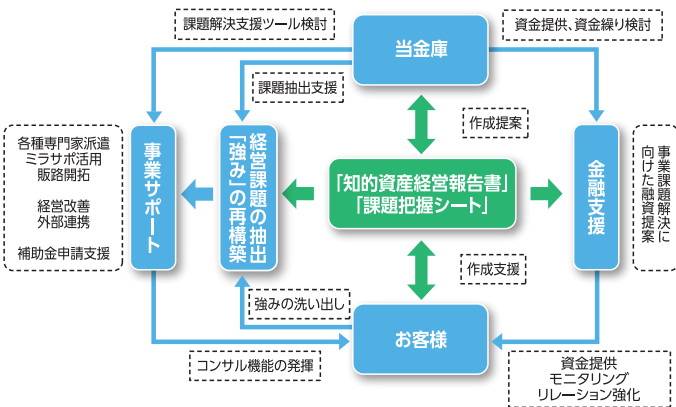 課題解決支援ツール検討
当金庫
資金提供、資金繰り検討
課題抽出支援
作成提案
各種専門家派遣
ミラサポ活用
販路開拓
経営改善
外部連携
補助金申請支援
事業サポート
経営課題の抽出
「強み」の再構築
「知的資産経営報告書」
「課題把握シート」
金融支援
事業課題解決に
向けた融資提案
作成支援
強みの洗い出し
お客様
コンサル機能の発揮
資金提供
モニタリング
リレーション強化